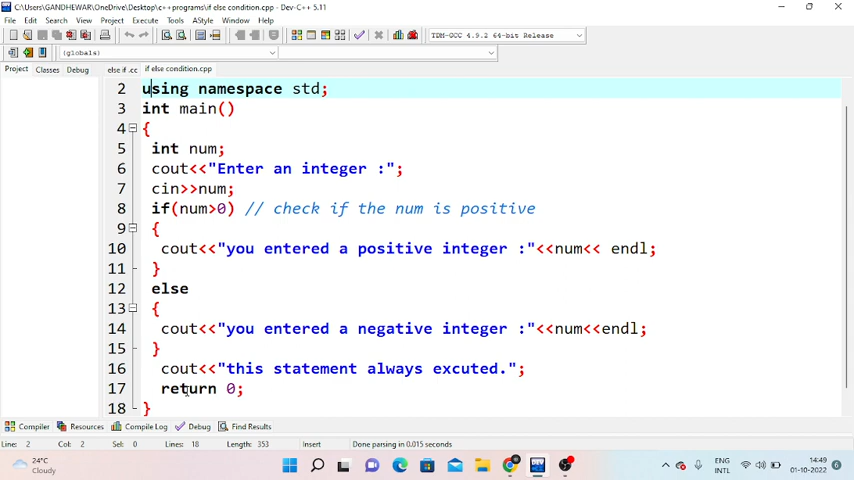 C:\Users\GANDHEWAR\OneDrive\Desktop\c++programs\if else condition.cpp - Dev-C++ 5.11
File Edit Search View Project Execute Tools AStyle Window Help
TDM-GCC 4.9.2 64-bit Release
(globals)
Project Classes Debug else if .cc if else condition.cpp
2 using namespace std;
3 int main()
4 {
5 int num;
6 cout<<"Enter an integer :";
7 cin>>num;
8 if(num>0) // check if the num is positive
9 {
10 cout<<"you entered a positive integer :"<<num<< endl;
11 }
12 else
13 {
14 cout<<"you entered a negative integer :"<<num<<endl;
15 }
16 cout<<"this statement always excuted.";
17 return 0;
18 }
Compiler Resources Compile Log Debug Find Results
Line: 2 Col: 2 Sel: 0 Lines: 18 Length: 353 Insert Done parsing in 0.015 seconds
24°C
Cloudy
ENG
INTL
14:49
01-10-2022
6